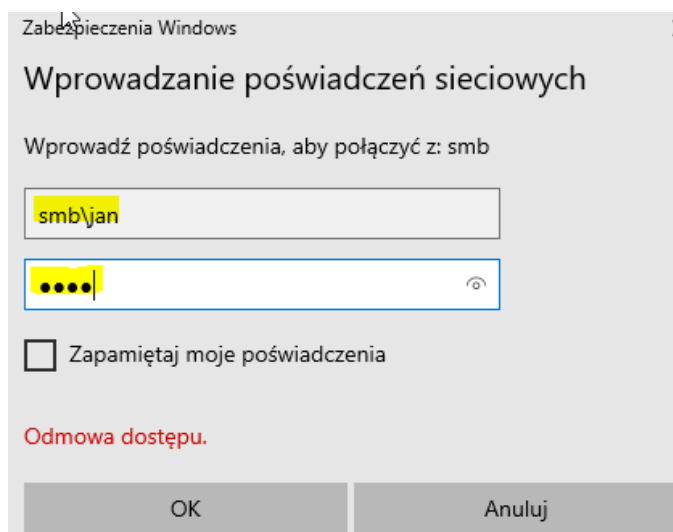 Zabezpieczenia Windows
Wprowadzanie poświadczeń sieciowych
Wprowadź poświadczenia, aby połączyć z: smb
smb\jan
●●●●
Zapamiętaj moje poświadczenia
Odmowa dostępu.
OK
Anuluj